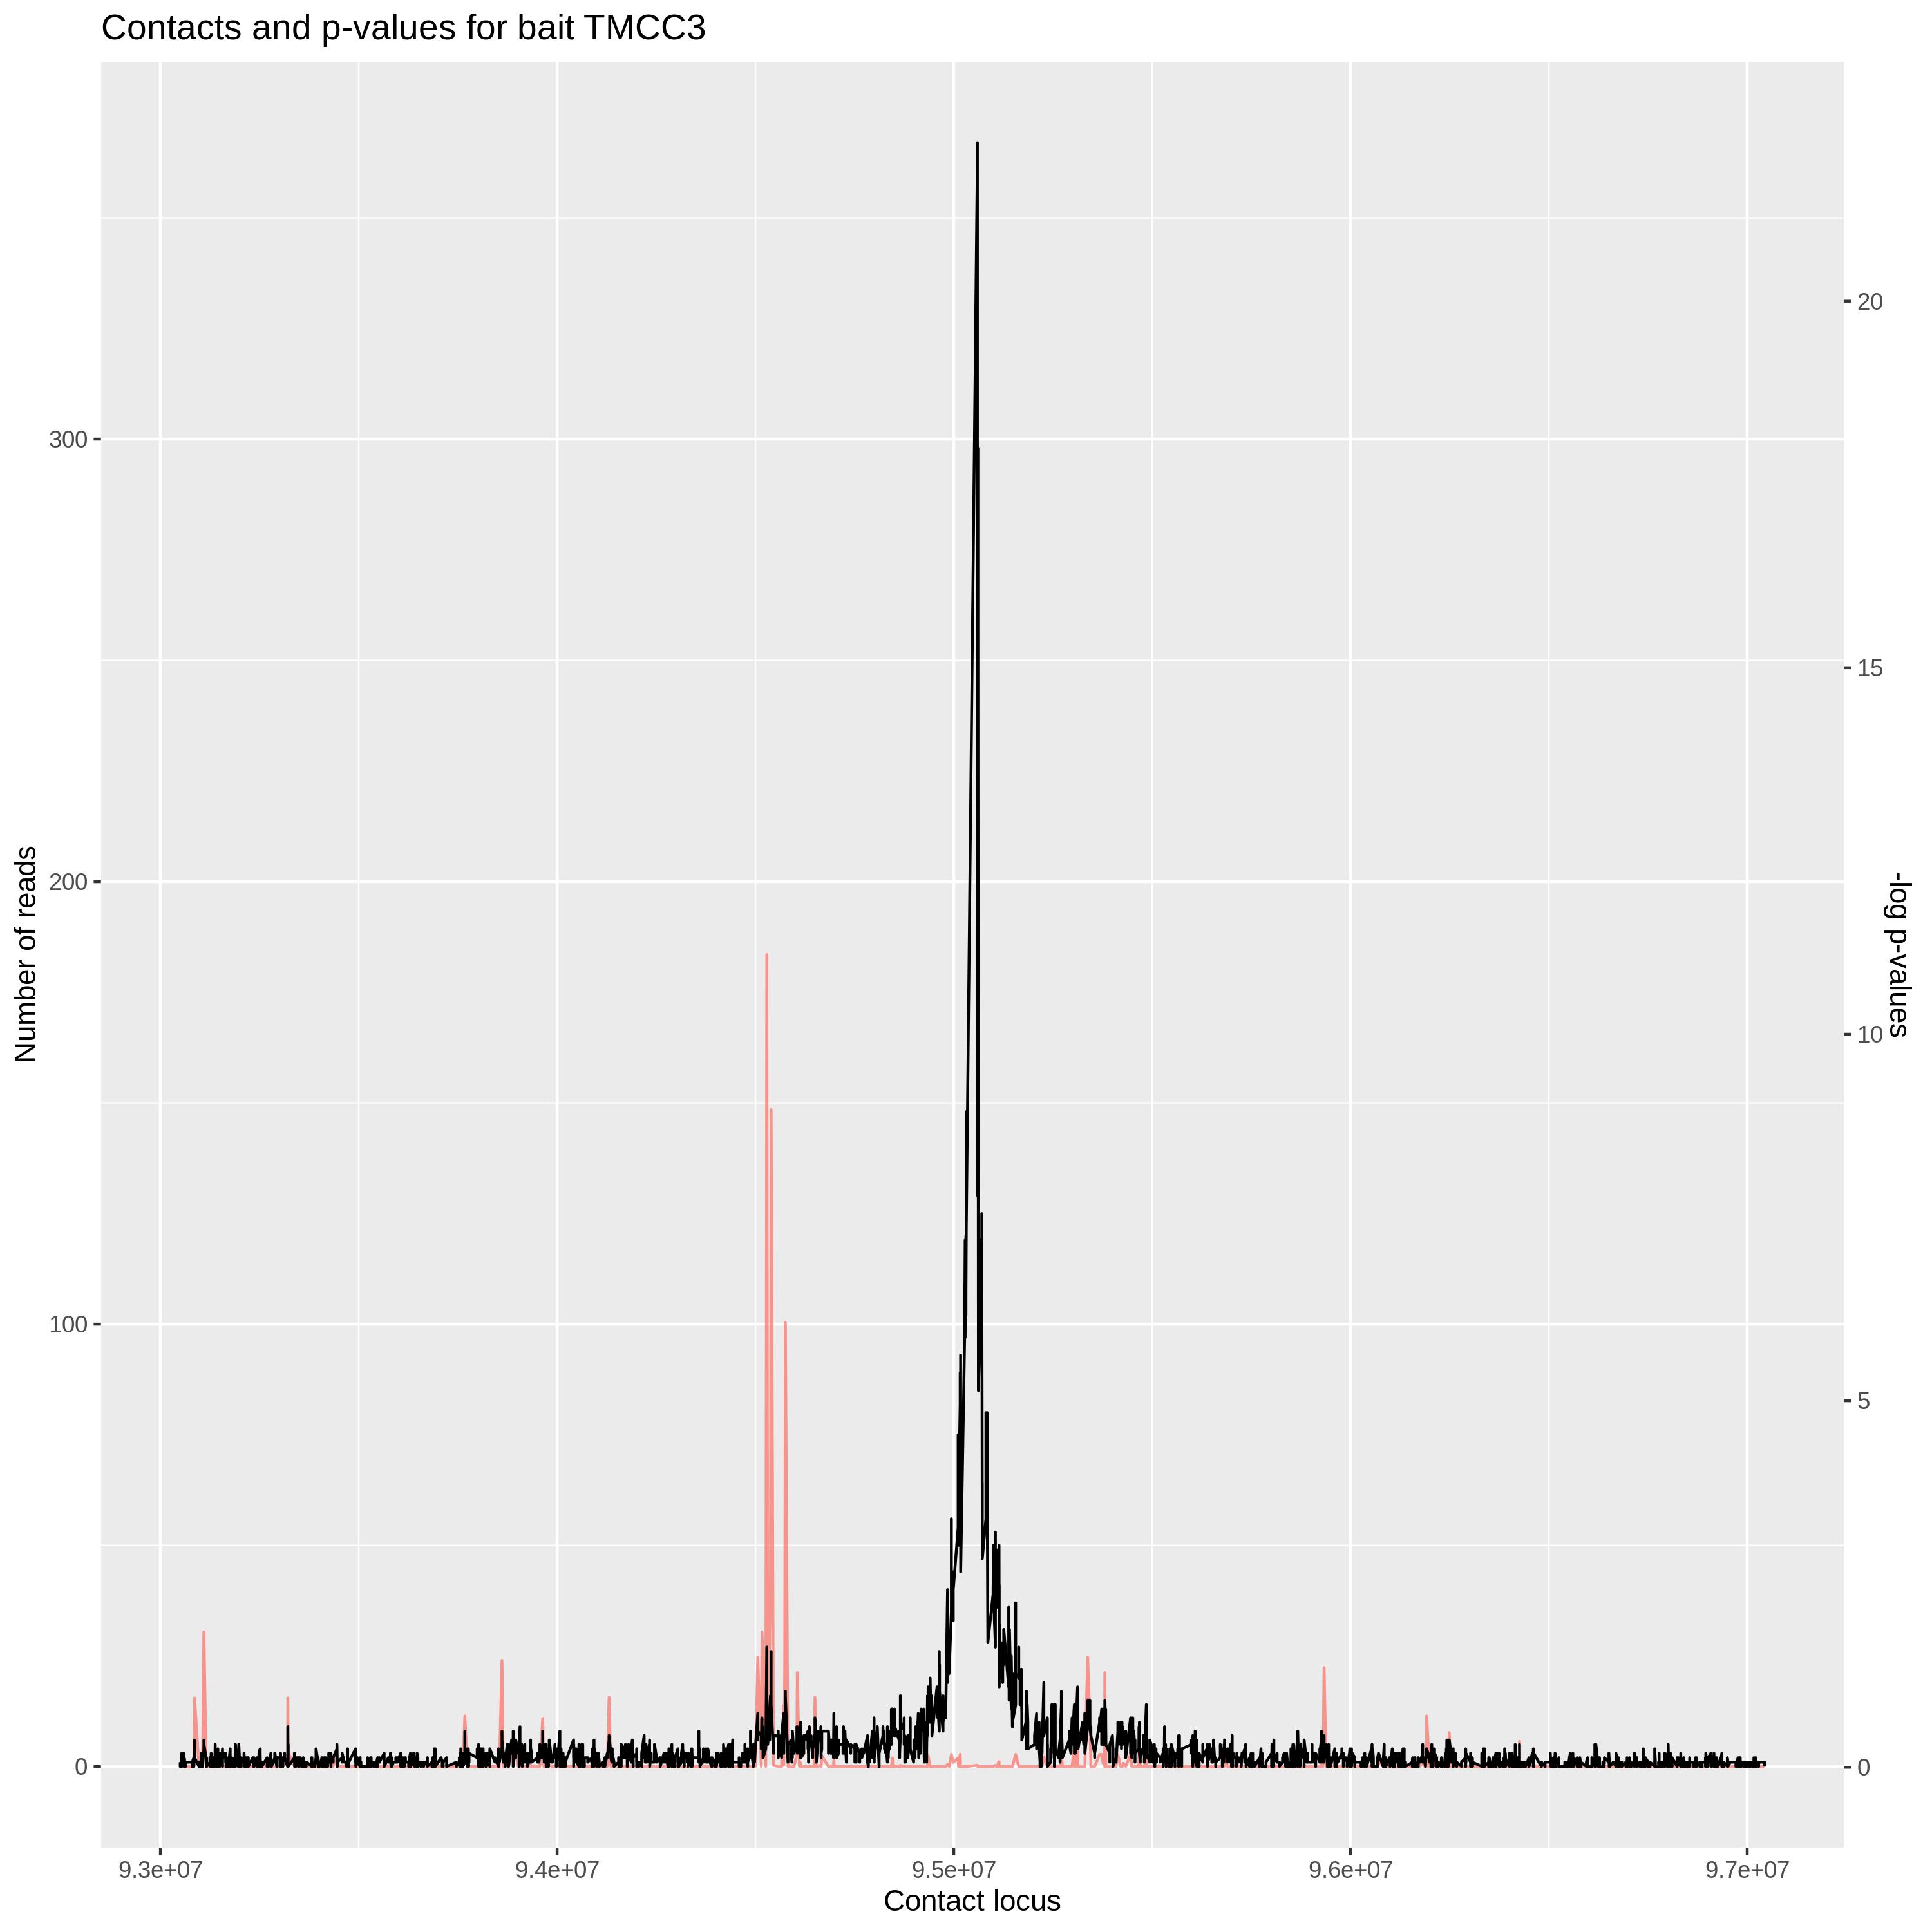 Contacts and p-values for bait TMCC3
Number of reads
300
200
100
0
20
15
10
5
0
-log p-values
9.3e+07 9.4e+07 9.5e+07 9.6e+07 9.7e+07
Contact locus